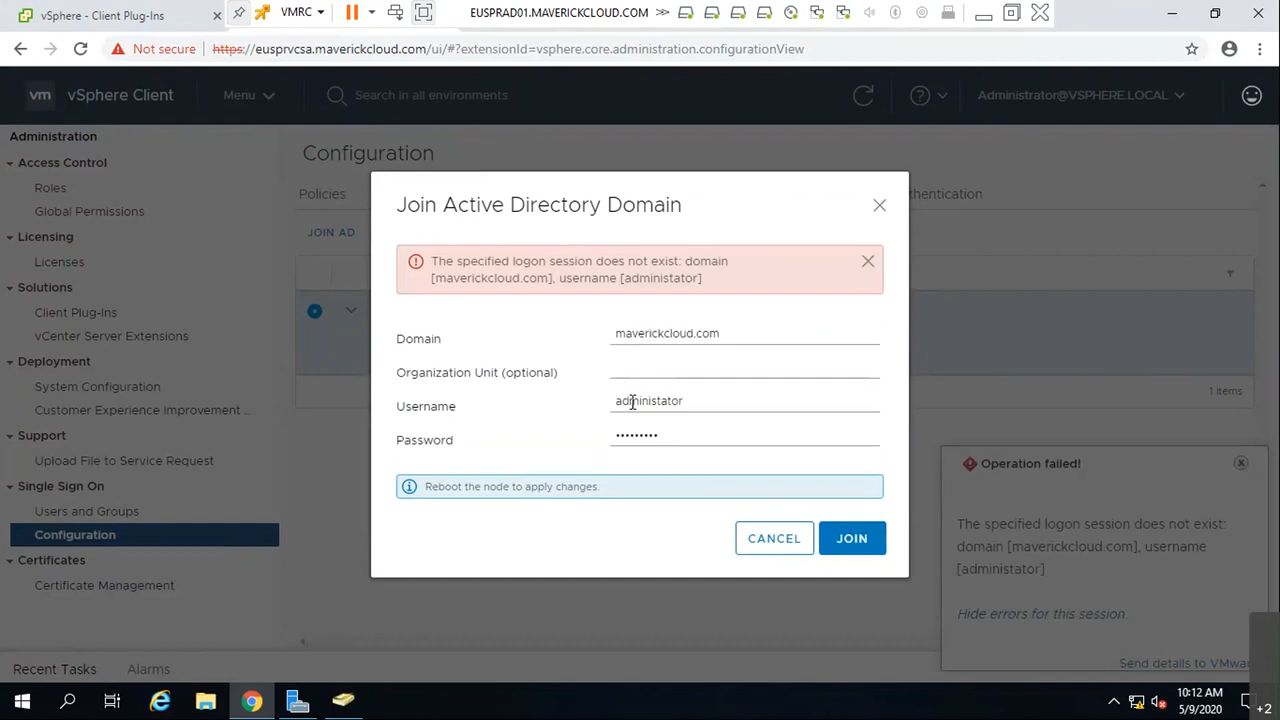 vSphere - Client Plug-Ins
VMRC
EUSPRAD01.MAVERICKCLOUD.COM
Not secure
https://eusprvcsa.maverickcloud.com/ui/#?extensionId=vsphere.core.administration.configurationView
vm vSphere Client
Menu
Search in all environments
Administrator@VSPHERE.LOCAL
Administration
Access Control
Roles
Global Permissions
Licensing
Licenses
Solutions
Client Plug-Ins
vCenter Server Extensions
Deployment
System Configuration
Customer Experience Improvement ...
Support
Upload File to Service Request
Single Sign On
Users and Groups
Configuration
Certificates
Certificate Management
Configuration
Policies
JOIN AD
1 items
Join Active Directory Domain
The specified logon session does not exist: domain
[maverickcloud.com], username [administator]
Domain
maverickcloud.com
Organization Unit (optional)
Username
administator
Password
•••••••••
Reboot the node to apply changes.
CANCEL
JOIN
Operation failed!
The specified logon session does not exist:
domain [maverickcloud.com], username
[administator]
Hide errors for this session.
Send details to VMwar
Recent Tasks
Alarms
10:12 AM
5/9/2020
+2